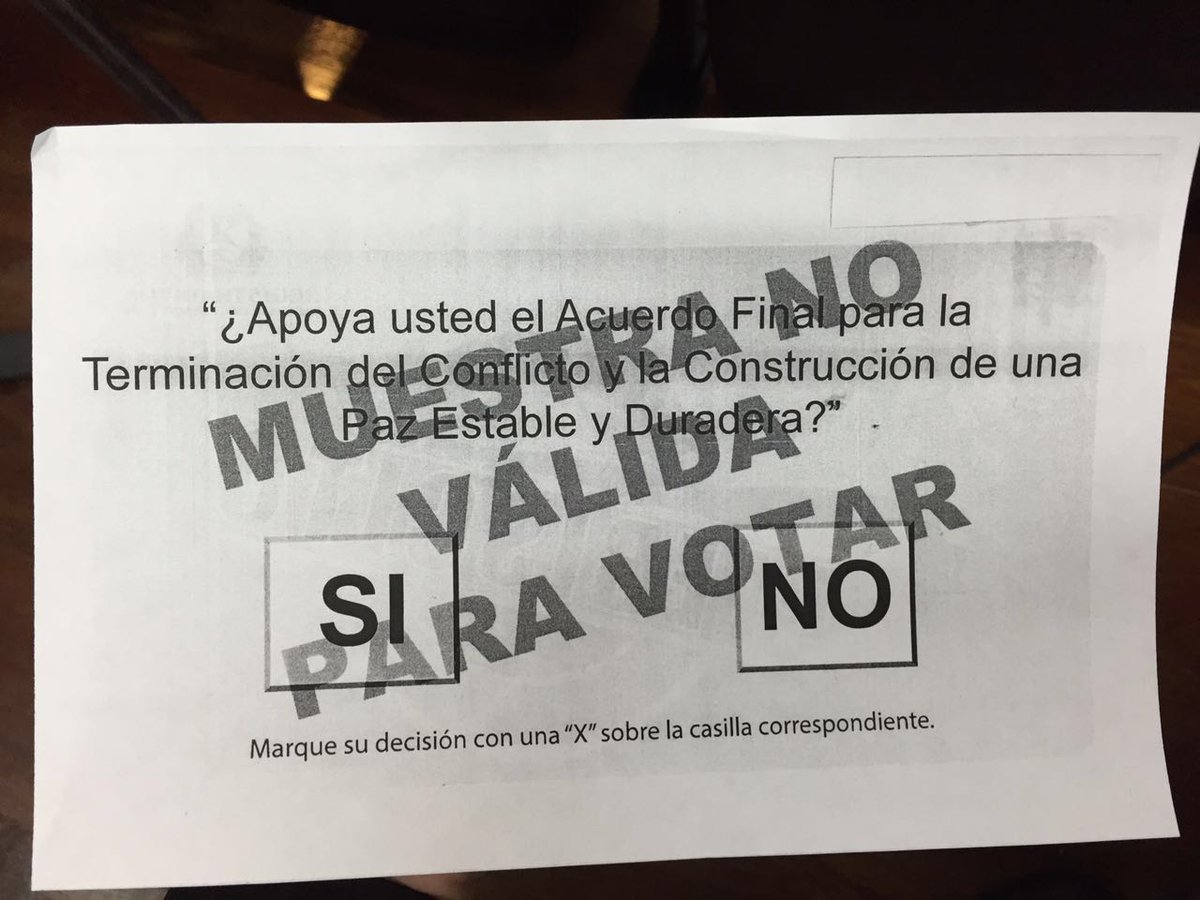 “¿Apoya usted el Acuerdo Final para la
Terminación del Conflicto y la Construcción de una
Paz Estable y Duradera?”
MUESTRA NO
VÁLIDA
PARA VOTAR
SI
NO
Marque su decisión con una “X” sobre la casilla correspondiente.